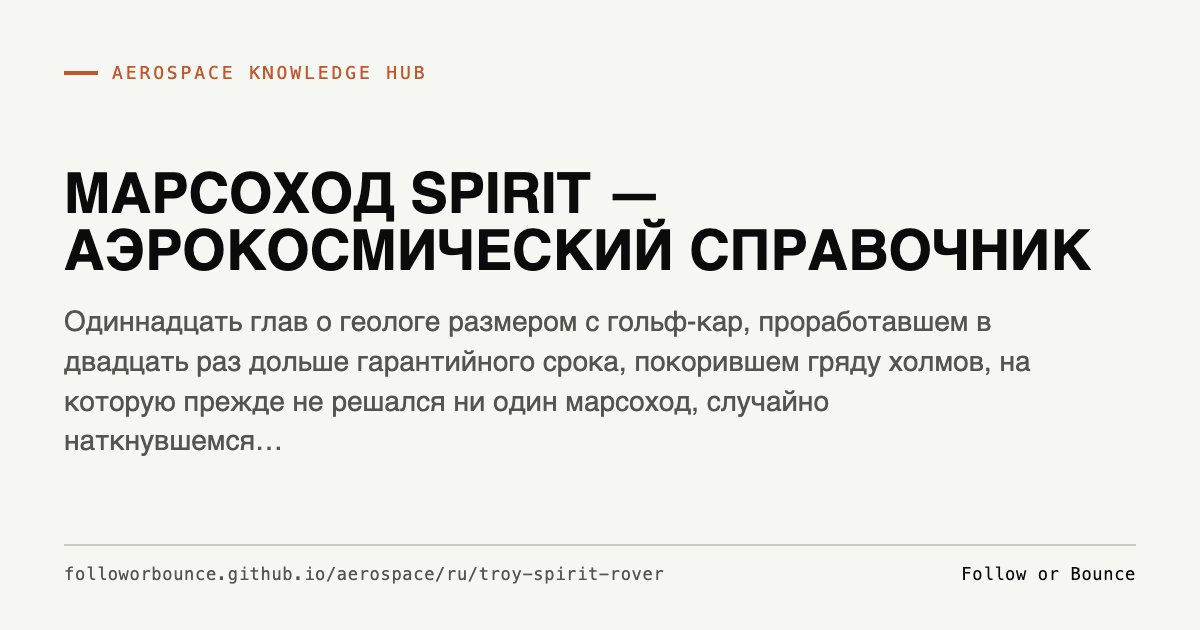 AEROSPACE KNOWLEDGE HUB
МАРСОХОД SPIRIT —
АЭРОКОСМИЧЕСКИЙ СПРАВОЧНИК
Одиннадцать глав о геологе размером с гольф-кар, проработавшем в
двадцать раз дольше гарантийного срока, покорившем гряду холмов, на
которую прежде не решался ни один марсоход, случайно
наткнувшемся…
followorbounce.github.io/aerospace/ru/troy-spirit-rover
Follow or Bounce